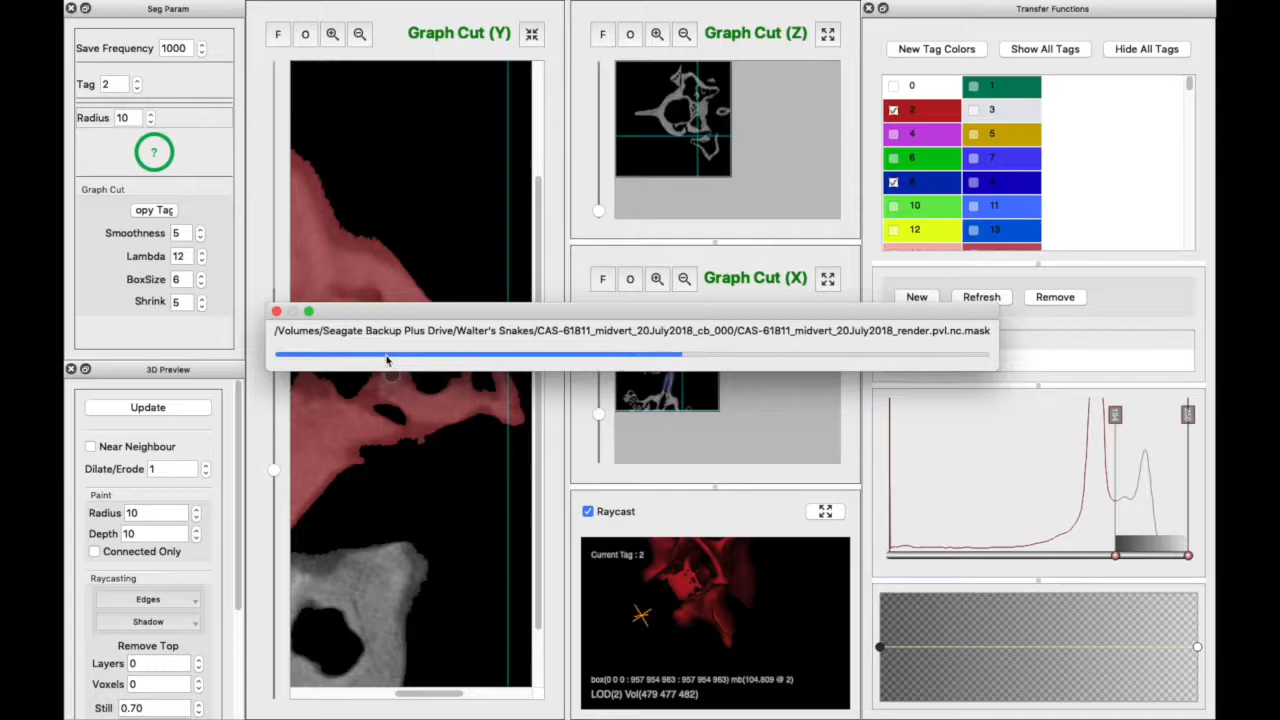 Seg Param
Save Frequency 1000
Tag 2
Radius 10
?
Graph Cut
opy Tag
Smoothness 5
Lambda 12
BoxSize 6
Shrink 5
3D Preview
Update
Near Neighbour
Dilate/Erode 1
Paint
Radius 10
Depth 10
Connected Only
Raycasting
Edges
Shadow
Remove Top
Layers 0
Voxels 0
Still 0.70
F O Graph Cut (Y)
F O Graph Cut (Z)
F O Graph Cut (X)
/Volumes/Seagate Backup Plus Drive/Walter's Snakes/CAS-61811_midvert_20July2018_cb_000/CAS-61811_midvert_20July2018_render.pvl.nc.mask
Raycast
Current Tag : 2
box(0 0 0 : 957 954 963 : 957 954 963) mb(104.809 @ 2)
LOD(2) Vol(479 477 482)
Transfer Functions
New Tag Colors Show All Tags Hide All Tags
0 1
2 3
4 5
6 7
8 9
10 11
12 13
New Refresh Remove
194